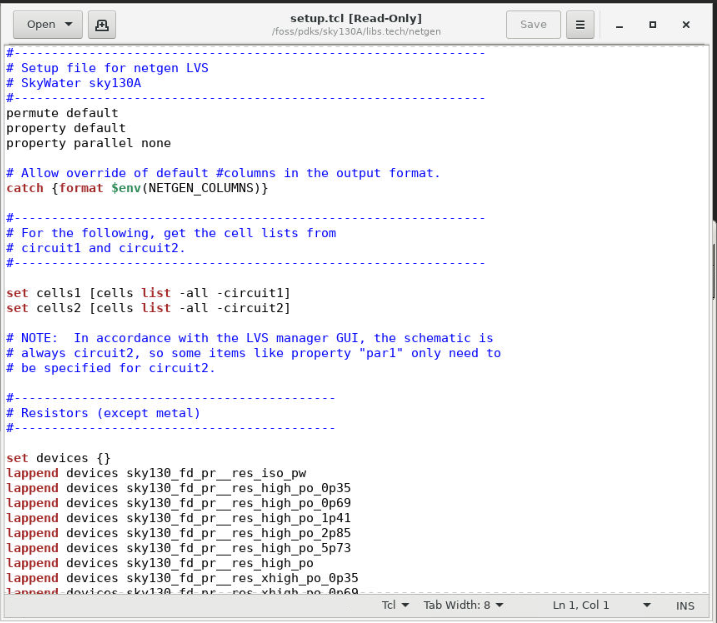 Open
setup.tcl [Read-Only]
/foss/pdks/sky130A/libs.tech/netgen
Save
#---------------------------------------------------------------
# Setup file for netgen LVS
# SkyWater sky130A
#---------------------------------------------------------------
permute default
property default
property parallel none
# Allow override of default #columns in the output format.
catch {format $env(NETGEN_COLUMNS)}
#---------------------------------------------------------------
# For the following, get the cell lists from
# circuit1 and circuit2.
#---------------------------------------------------------------
set cells1 [cells list -all -circuit1]
set cells2 [cells list -all -circuit2]
# NOTE:  In accordance with the LVS manager GUI, the schematic is
# always circuit2, so some items like property "par1" only need to
# be specified for circuit2.
#-------------------------------------------
# Resistors (except metal)
#-------------------------------------------
set devices {}
lappend devices sky130_fd_pr__res_iso_pw
lappend devices sky130_fd_pr__res_high_po_0p35
lappend devices sky130_fd_pr__res_high_po_0p69
lappend devices sky130_fd_pr__res_high_po_1p41
lappend devices sky130_fd_pr__res_high_po_2p85
lappend devices sky130_fd_pr__res_high_po_5p73
lappend devices sky130_fd_pr__res_high_po
lappend devices sky130_fd_pr__res_xhigh_po_0p35
lappend devices sky130_fd_pr__res_xhigh_po_0p69
Tcl
Tab Width: 8
Ln 1, Col 1
INS